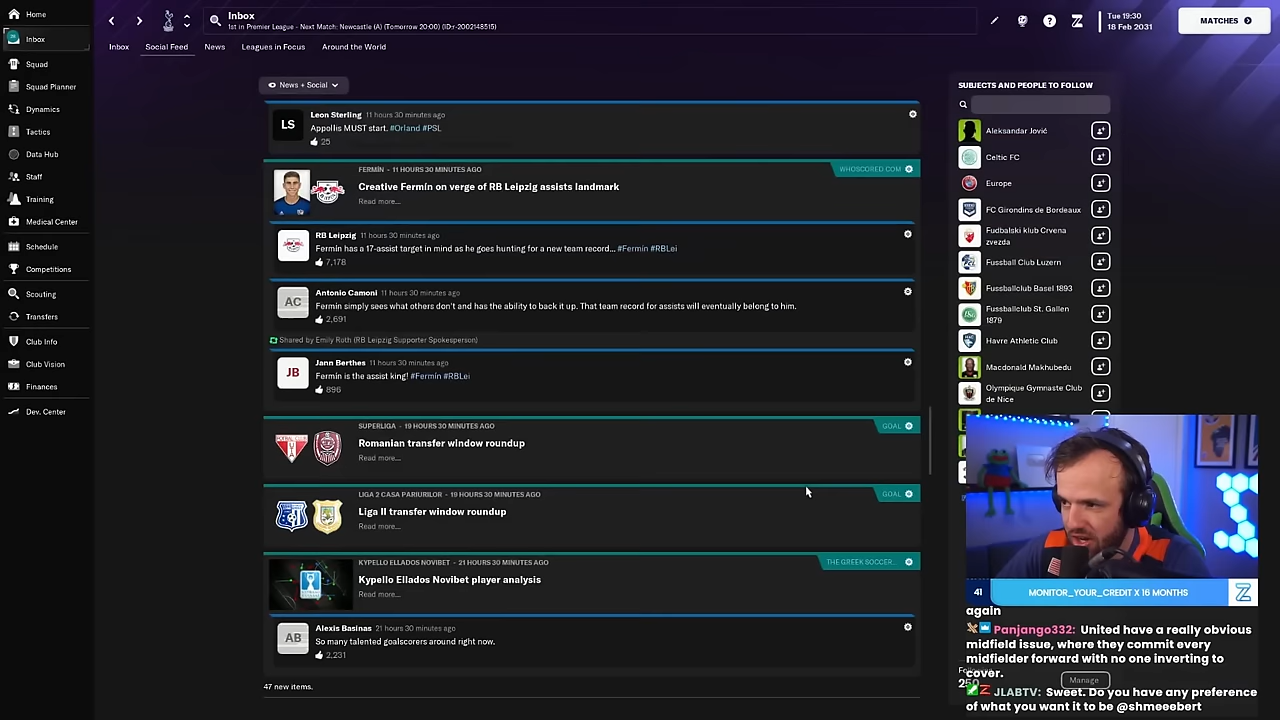 Home
Inbox
1st in Premier League - Next Match: Newcastle (A) (Tomorrow 20:00) (ID:r-2002148515)
Tue 19:30
18 Feb 2031
MATCHES
Inbox
Inbox
Social Feed
News
Leagues in Focus
Around the World
Squad
Squad Planner
Dynamics
Tactics
Data Hub
Staff
Training
Medical Center
Schedule
Competitions
Scouting
Transfers
Club Info
Club Vision
Finances
Dev. Center
News + Social
LS
Leon Sterling 11 hours 30 minutes ago
Appollis MUST start. #Orland #PSL
25
FERMÍN - 11 HOURS 30 MINUTES AGO
WHOSCORED.COM
Creative Fermín on verge of RB Leipzig assists landmark
Read more...
RB Leipzig 11 hours 30 minutes ago
Fermín has a 17-assist target in mind as he goes hunting for a new team record... #Fermín #RBLei
7,178
AC
Antonio Camoni 11 hours 30 minutes ago
Fermín simply sees what others don't and has the ability to back it up. That team record for assists will eventually belong to him.
2,691
Shared by Emily Roth (RB Leipzig Supporter Spokesperson)
JB
Jann Berthes 11 hours 30 minutes ago
Fermín is the assist king! #Fermín #RBLei
896
SUPERLIGA - 19 HOURS 30 MINUTES AGO
GOAL
Romanian transfer window roundup
Read more...
LIGA 2 CASA PARIURILOR - 19 HOURS 30 MINUTES AGO
GOAL
Liga II transfer window roundup
Read more...
KYPELLO ELLADOS NOVIBET - 21 HOURS 30 MINUTES AGO
THE GREEK SOCCER...
Kypello Ellados Novibet player analysis
Read more...
AB
Alexis Basinas 21 hours 30 minutes ago
So many talented goalscorers around right now.
2,231
47 new items.
SUBJECTS AND PEOPLE TO FOLLOW
Aleksandar Jović
Celtic FC
Europe
FC Girondins de Bordeaux
Fudbalski klub Crvena
zvezda
Fussball Club Luzern
Fussballclub Basel 1893
Fussballclub St. Gallen
1879
Havre Athletic Club
Macdonald Makhubedu
Olympique Gymnaste Club
de Nice
41
MONITOR_YOUR_CREDIT X 16 MONTHS
again
Panjango332: United have a really obvious
midfield issue, where they commit every
midfielder forward with no one inverting to
cover.
Manage
JLABTV: Sweet. Do you have any preference
of what you want it to be @shmeeebert